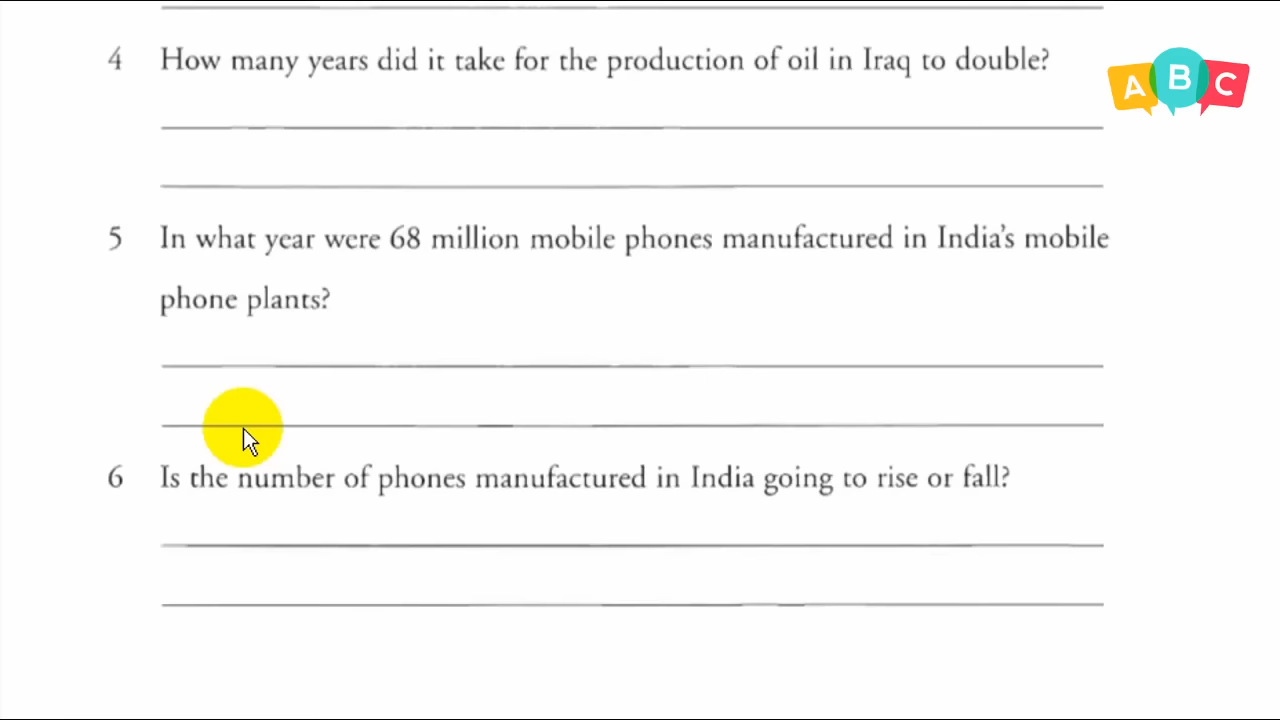 4 How many years did it take for the production of oil in Iraq to double?
A B C
5 In what year were 68 million mobile phones manufactured in India's mobile
phone plants?
6 Is the number of phones manufactured in India going to rise or fall?